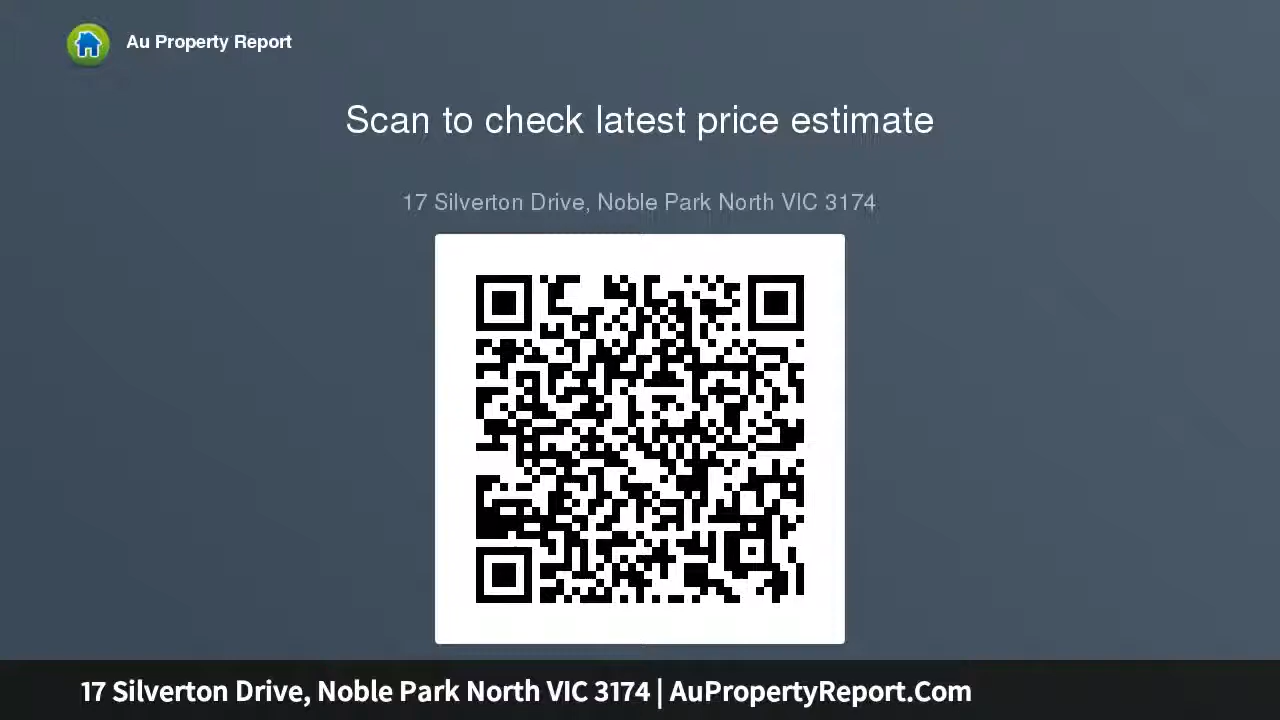 Au Property Report
Scan to check latest price estimate
17 Silverton Drive, Noble Park North VIC 3174
17 Silverton Drive, Noble Park North VIC 3174 | AuPropertyReport.Com